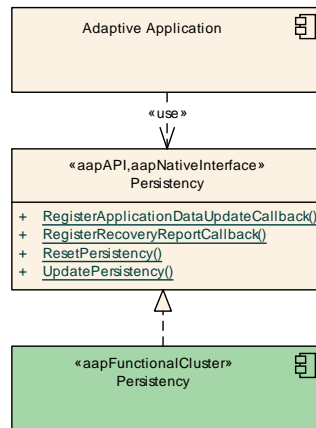 Adaptive Application
«use»
«aapAPI,aapNativeInterface»
Persistency
+ RegisterApplicationDataUpdateCallback()
+ RegisterRecoveryReportCallback()
+ ResetPersistency()
+ UpdatePersistency()
«aapFunctionalCluster»
Persistency